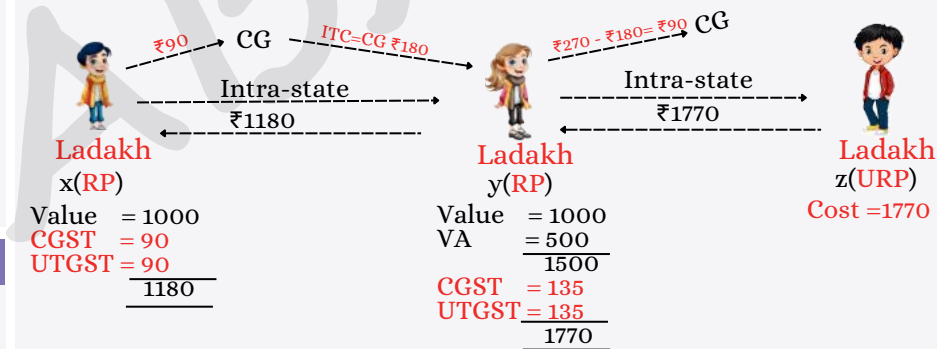 ₹90
CG
ITC=CG ₹180
₹270 - ₹180= ₹90
CG
Intra-state
₹1180
Intra-state
₹1770
Ladakh
x(RP)
Value = 1000
CGST = 90
UTGST = 90
1180
Ladakh
y(RP)
Value = 1000
VA = 500
1500
CGST = 135
UTGST = 135
1770
Ladakh
z(URP)
Cost =1770